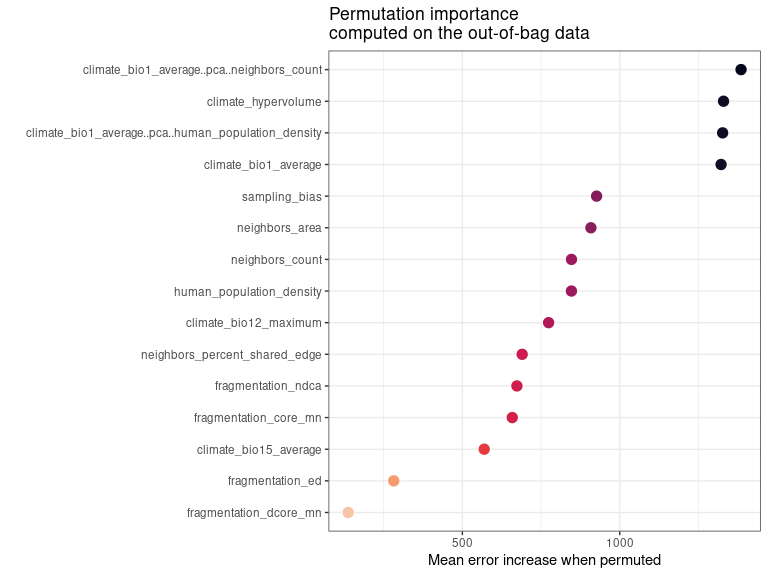 Permutation importance
computed on the out-of-bag data
climate_bio1_average..pca..neighbors_count
climate_hypervolume
climate_bio1_average..pca..human_population_density
climate_bio1_average
sampling_bias
neighbors_area
neighbors_count
human_population_density
climate_bio12_maximum
neighbors_percent_shared_edge
fragmentation_ndca
fragmentation_core_mn
climate_bio15_average
fragmentation_ed
fragmentation_dcore_mn
500 1000
Mean error increase when permuted